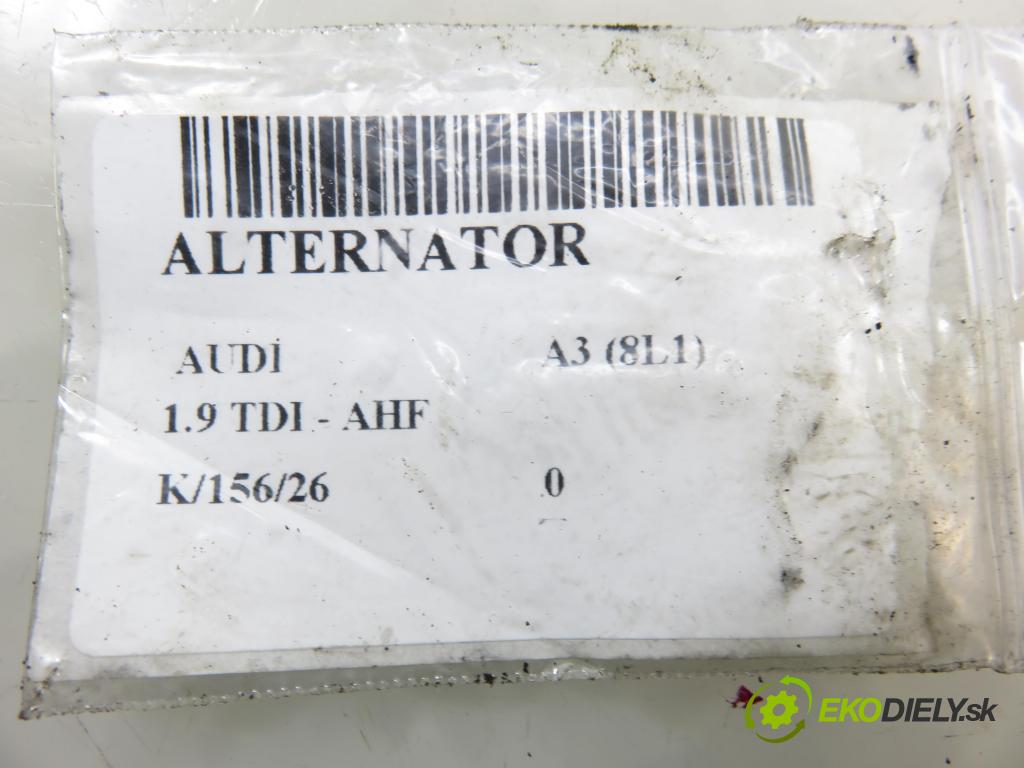 ALTERNATOR
AUDİ A3 (8L1)
1.9 TDI - AHF
K/156/26 0
EKODIELY.sk